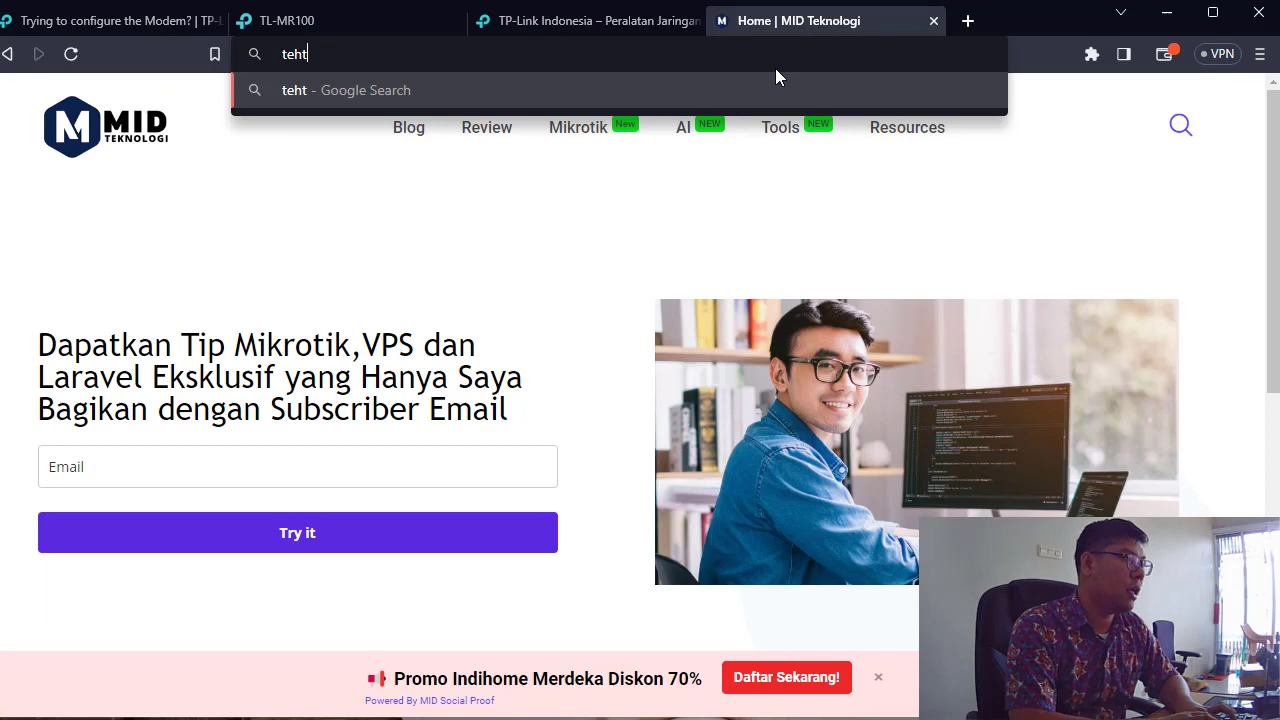 Trying to configure the Modem? | TP-L
TL-MR100
TP-Link Indonesia – Peralatan Jaringan
M
Home | MID Teknologi
teht
VPN
teht - Google Search
M MID
TEKNOLOGI
Blog
Review
Mikrotik New
AI NEW
Tools NEW
Resources
Dapatkan Tip Mikrotik,VPS dan
Laravel Eksklusif yang Hanya Saya
Bagikan dengan Subscriber Email
Email
Try it
Promo Indihome Merdeka Diskon 70%
Daftar Sekarang!
Powered By MID Social Proof